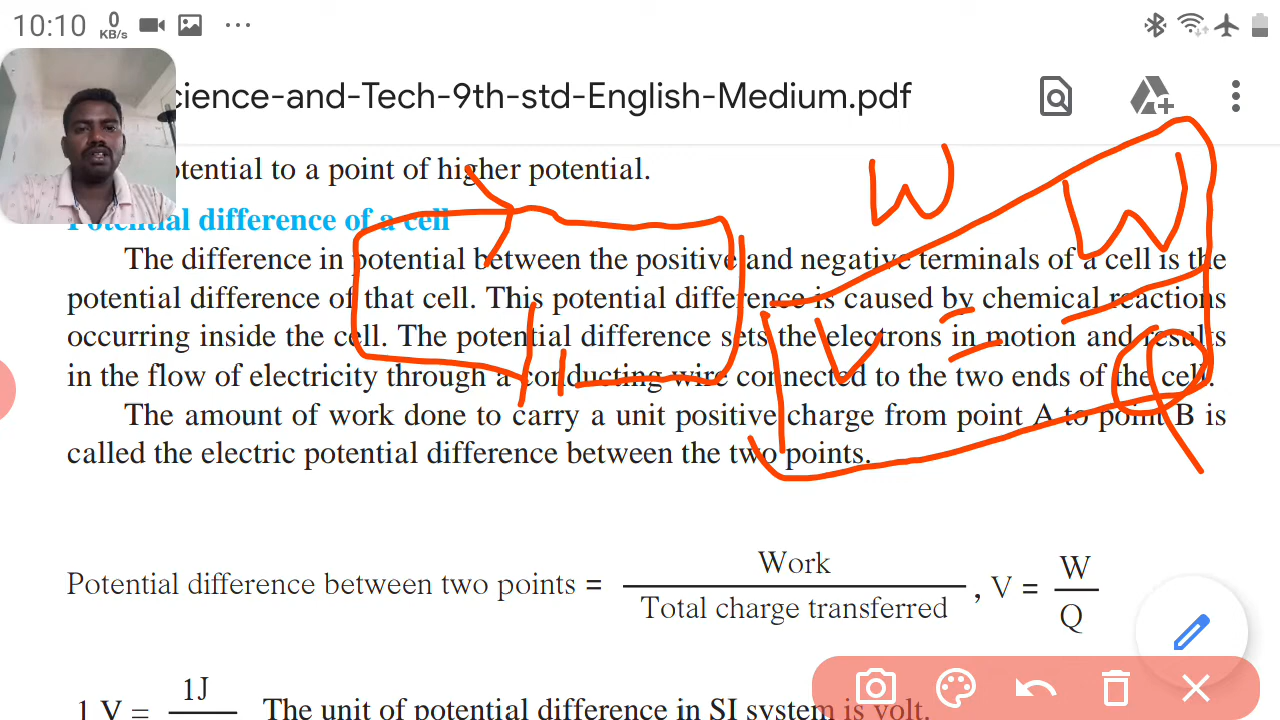 10:10 0 KB/s ...
cience-and-Tech-9th-std-English-Medium.pdf
otential to a point of higher potential.
Potential difference of a cell
The difference in potential between the positive and negative terminals of a cell is the
potential difference of that cell. This potential difference is caused by chemical reactions
occurring inside the cell. The potential difference sets the electrons in motion and results
in the flow of electricity through a conducting wire connected to the two ends of the cell.
The amount of work done to carry a unit positive charge from point A to point B is
called the electric potential difference between the two points.
W
V = W
Q
Potential difference between two points = Work / Total charge transferred , V = W / Q
1 V = 1J
The unit of potential difference in SI system is volt.